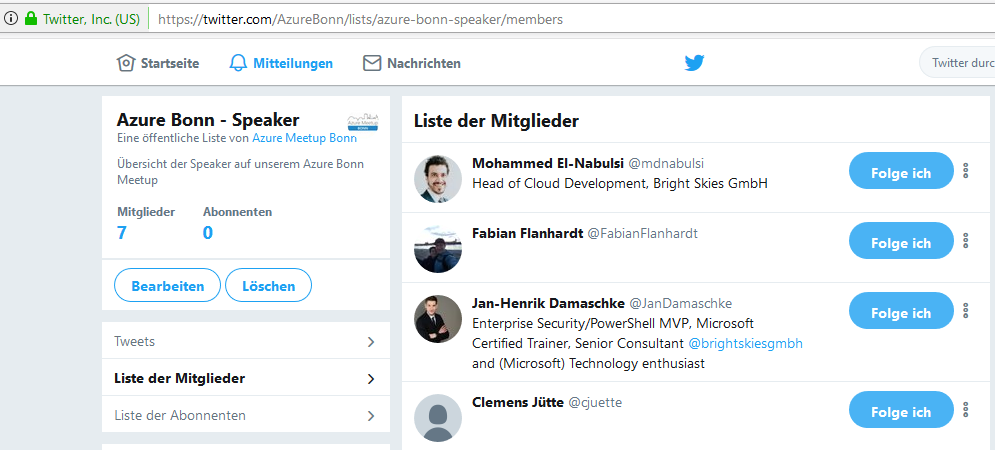 Twitter, Inc. (US) https://twitter.com/AzureBonn/lists/azure-bonn-speaker/members
Startseite Mitteilungen Nachrichten Twitter durc
Azure Bonn - Speaker
Eine öffentliche Liste von Azure Meetup Bonn
Übersicht der Speaker auf unserem Azure Bonn
Meetup
Mitglieder Abonnenten
7 0
Bearbeiten Löschen
Tweets
Liste der Mitglieder
Liste der Abonnenten
Azure Meetup
BONN
Liste der Mitglieder
Mohammed El-Nabulsi @mdnabulsi
Head of Cloud Development, Bright Skies GmbH
Folge ich
Fabian Flanhardt @FabianFlanhardt
Folge ich
Jan-Henrik Damaschke @JanDamaschke
Enterprise Security/PowerShell MVP, Microsoft
Certified Trainer, Senior Consultant @brightskiesgmbh
and (Microsoft) Technology enthusiast
Folge ich
Clemens Jütte @cjuette
Folge ich